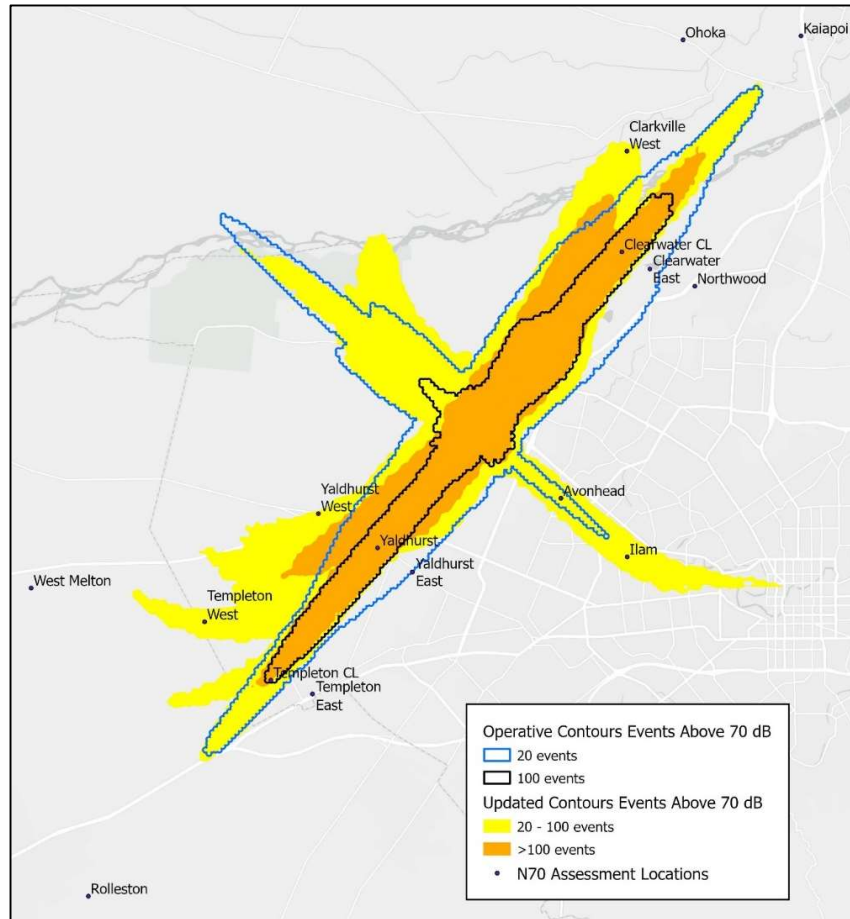 Ohoka
Kaiapoi
Clarkville
West
Clearwater CL
Clearwater
East
Northwood
Avonhead
Yaldhurst
West
Yaldhurst
Ilam
Yaldhurst
East
West Melton
Templeton
West
Templeton CL
Templeton
East
Rolleston
Operative Contours Events Above 70 dB
20 events
100 events
Updated Contours Events Above 70 dB
20 - 100 events
>100 events
N70 Assessment Locations